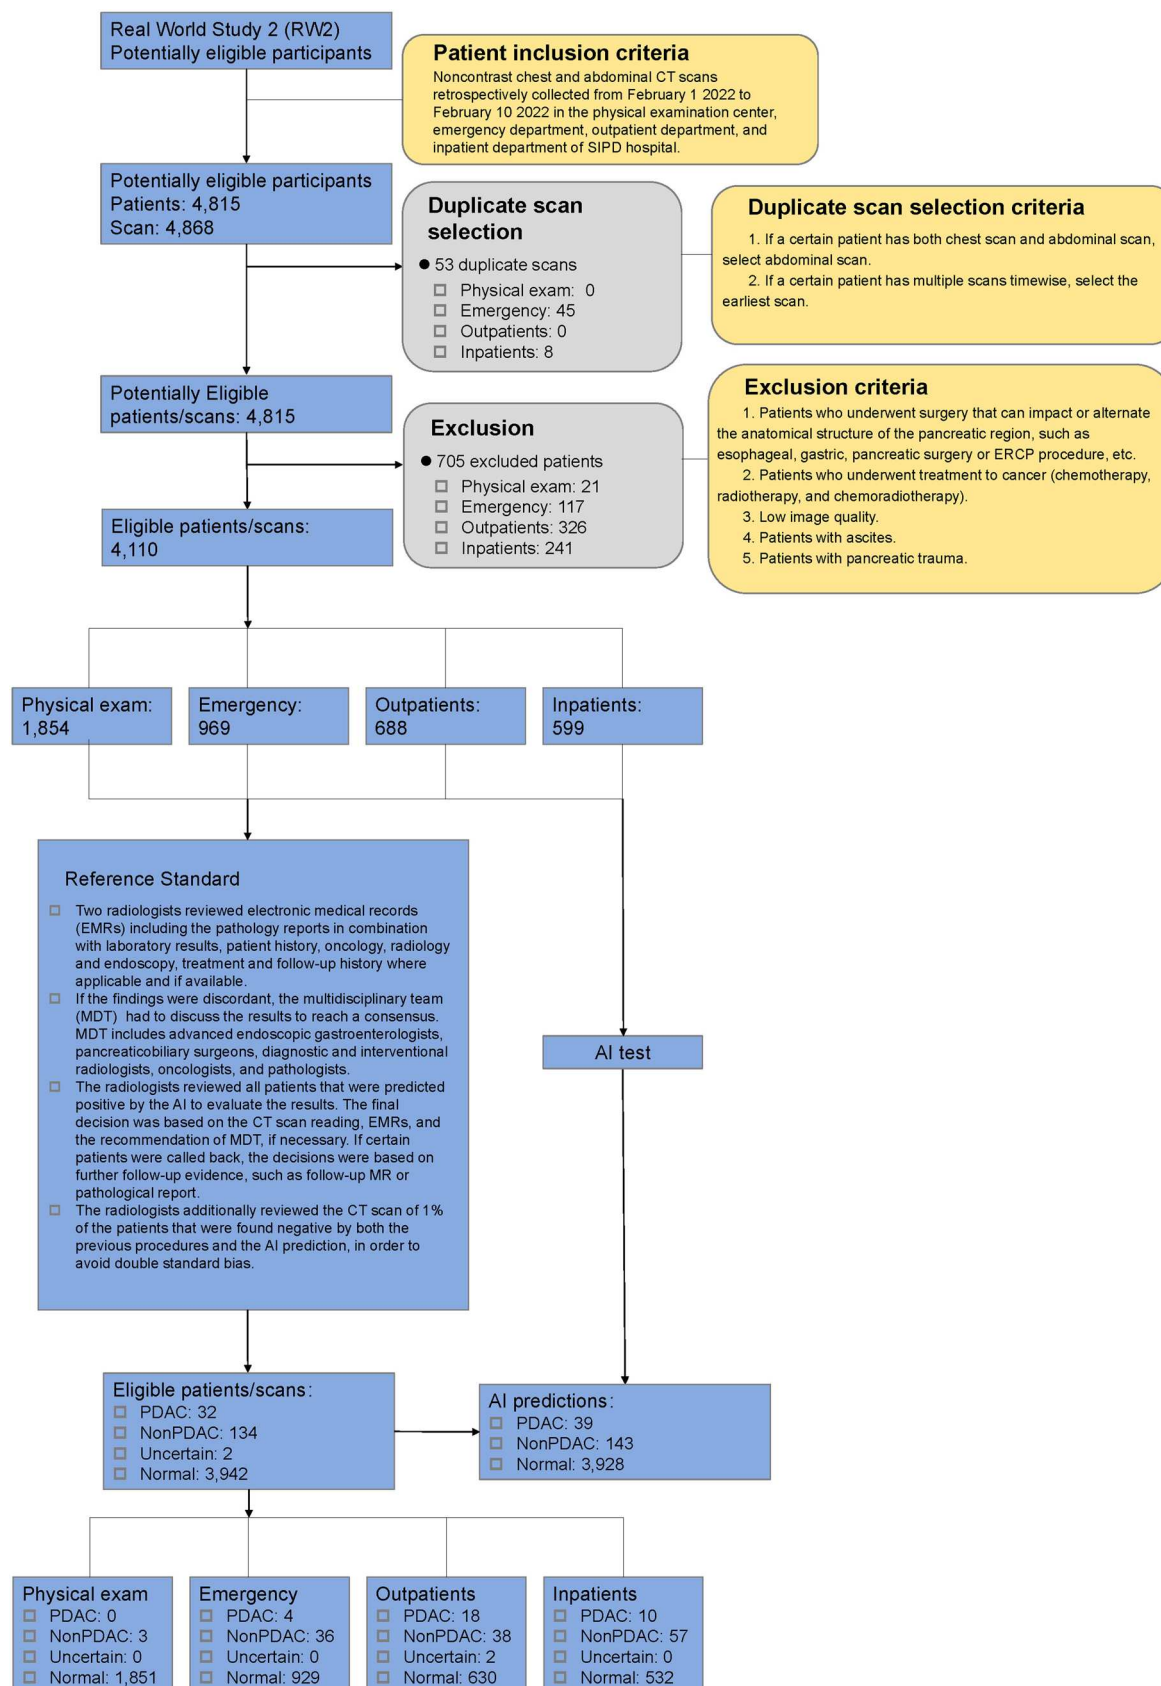 Real World Study 2 (RW2)
Potentially eligible participants
Patient inclusion criteria
Noncontrast chest and abdominal CT scans
retrospectively collected from February 1 2022 to
February 10 2022 in the physical examination center,
emergency department, outpatient department, and
inpatient department of SIPD hospital.
Potentially eligible participants
Patients: 4,815
Scan: 4,868
Duplicate scan
selection
● 53 duplicate scans
□ Physical exam: 0
□ Emergency: 45
□ Outpatients: 0
□ Inpatients: 8
Duplicate scan selection criteria
1. If a certain patient has both chest scan and abdominal scan,
select abdominal scan.
2. If a certain patient has multiple scans timewise, select the
earliest scan.
Potentially Eligible
patients/scans: 4,815
Exclusion
● 705 excluded patients
□ Physical exam: 21
□ Emergency: 117
□ Outpatients: 326
□ Inpatients: 241
Exclusion criteria
1. Patients who underwent surgery that can impact or alternate
the anatomical structure of the pancreatic region, such as
esophageal, gastric, pancreatic surgery or ERCP procedure, etc.
2. Patients who underwent treatment to cancer (chemotherapy,
radiotherapy, and chemoradiotherapy).
3. Low image quality.
4. Patients with ascites.
5. Patients with pancreatic trauma.
Eligible patients/scans:
4,110
Physical exam:
1,854
Emergency:
969
Outpatients:
688
Inpatients:
599
Reference Standard
□ Two radiologists reviewed electronic medical records
(EMRs) including the pathology reports in combination
with laboratory results, patient history, oncology, radiology
and endoscopy, treatment and follow-up history where
applicable and if available.
□ If the findings were discordant, the multidisciplinary team
(MDT) had to discuss the results to reach a consensus.
MDT includes advanced endoscopic gastroenterologists,
pancreaticobiliary surgeons, diagnostic and interventional
radiologists, oncologists, and pathologists.
□ The radiologists reviewed all patients that were predicted
positive by the AI to evaluate the results. The final
decision was based on the CT scan reading, EMRs, and
the recommendation of MDT, if necessary. If certain
patients were called back, the decisions were based on
further follow-up evidence, such as follow-up MR or
pathological report.
□ The radiologists additionally reviewed the CT scan of 1%
of the patients that were found negative by both the
previous procedures and the AI prediction, in order to
avoid double standard bias.
AI test
Eligible patients/scans:
□ PDAC: 32
□ NonPDAC: 134
□ Uncertain: 2
□ Normal: 3,942
AI predictions:
□ PDAC: 39
□ NonPDAC: 143
□ Normal: 3,928
Physical exam
□ PDAC: 0
□ NonPDAC: 3
□ Uncertain: 0
□ Normal: 1,851
Emergency
□ PDAC: 4
□ NonPDAC: 36
□ Uncertain: 0
□ Normal: 929
Outpatients
□ PDAC: 18
□ NonPDAC: 38
□ Uncertain: 2
□ Normal: 630
Inpatients
□ PDAC: 10
□ NonPDAC: 57
□ Uncertain: 0
□ Normal: 532